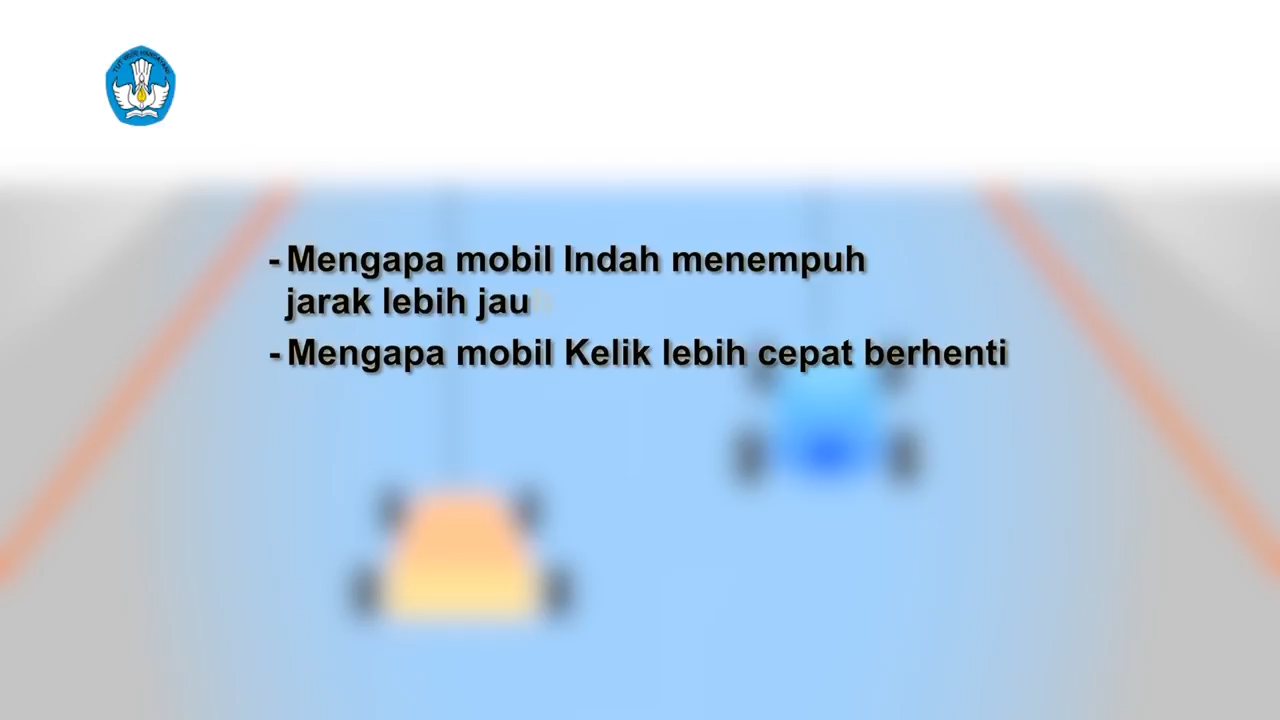 - Mengapa mobil Indah menempuh
jarak lebih jau
- Mengapa mobil Kelik lebih cepat berhenti